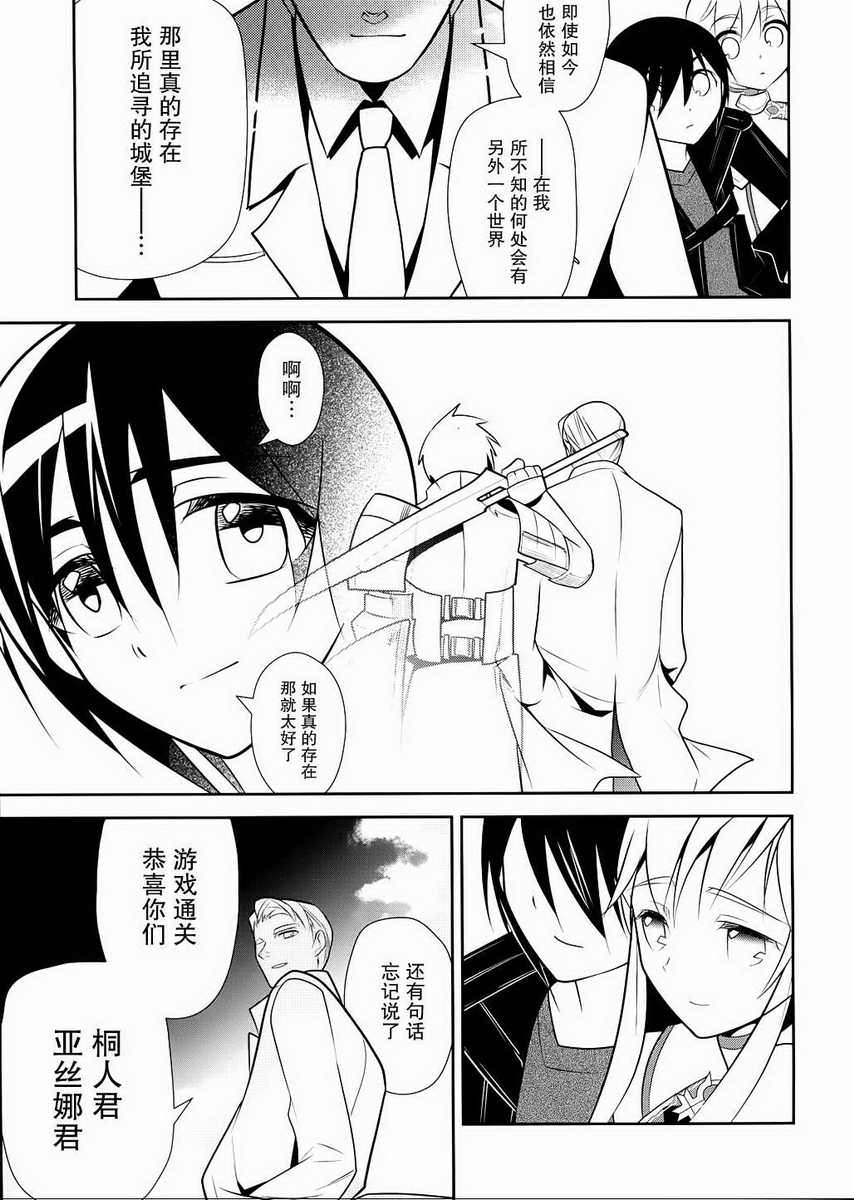 即使如今
也依然相信
——在我
所不知的何处会有
另外一个世界
那里真的存在
我所追寻的城堡
——…
啊啊…
如果真的存在
那就太好了
还有句话
忘记说了
游戏通关
恭喜你们
桐人君
亚丝娜君